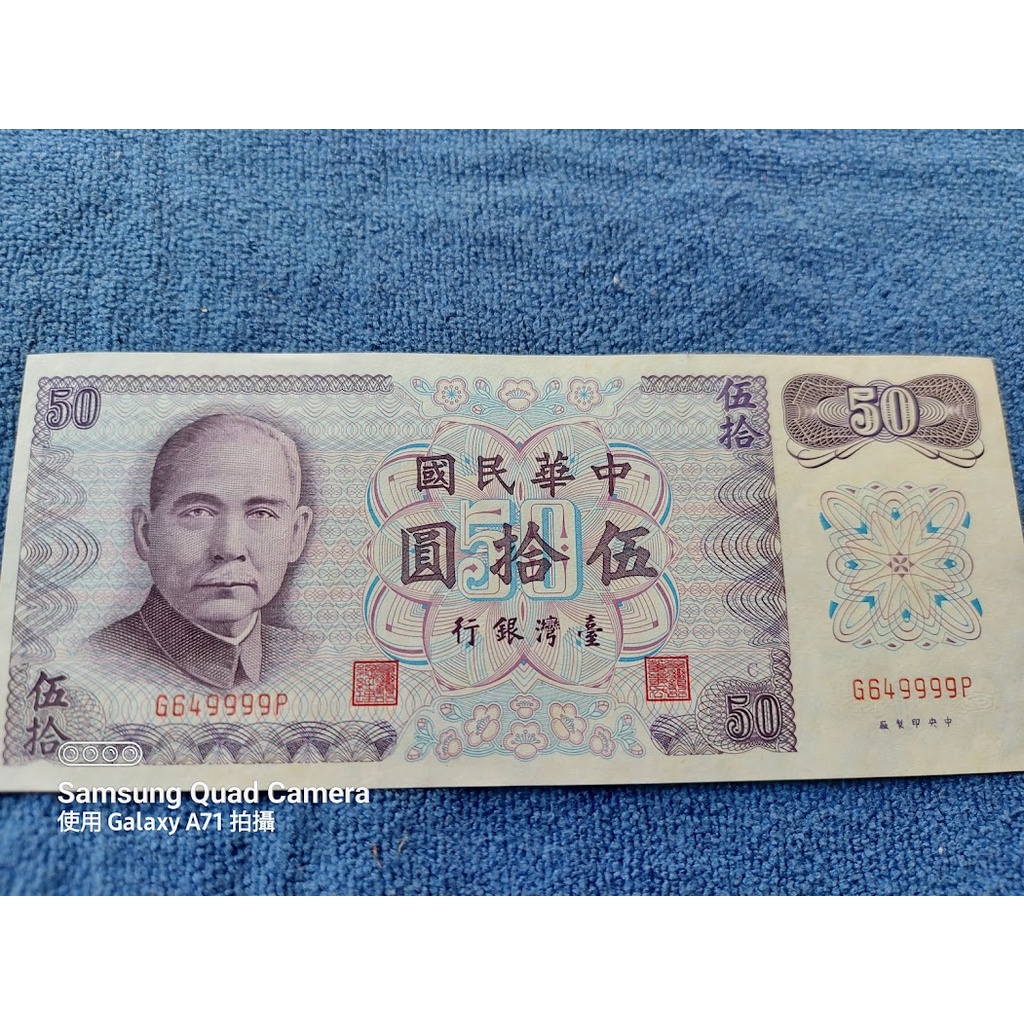 50
伍拾
50
中華民國
伍拾圓
50
臺灣銀行
G649999P
C
G649999P
伍拾
50
中央印製廠
Samsung Quad Camera
使用 Galaxy A71 拍攝